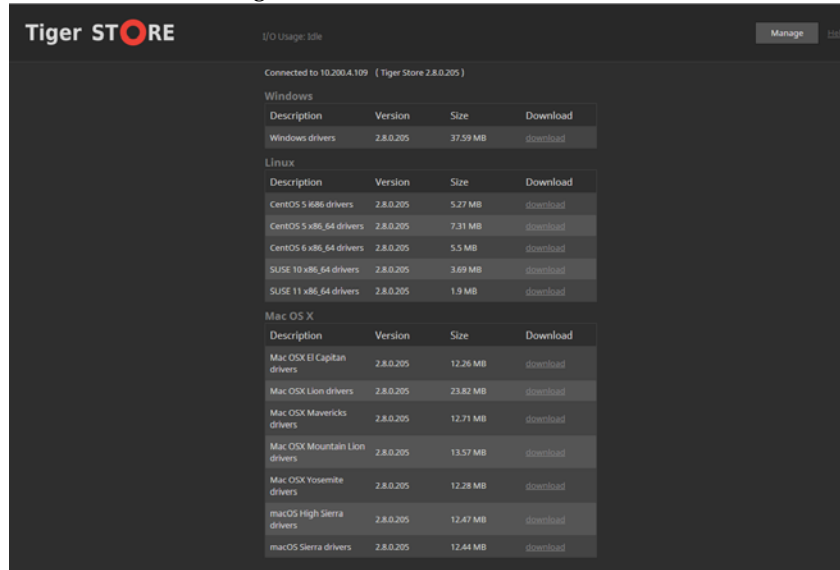 Tiger STORE
I/O Usage: Idle
Manage
Connected to 10.200.4.109 ( Tiger Store 2.8.0.205 )
Windows
Description Version Size Download
Windows drivers 2.8.0.205 37.59 MB download
Linux
Description Version Size Download
CentOS 5 i686 drivers 2.8.0.205 5.27 MB download
CentOS 5 x86_64 drivers 2.8.0.205 7.31 MB download
CentOS 6 x86_64 drivers 2.8.0.205 5.5 MB download
SUSE 10 x86_64 drivers 2.8.0.205 3.69 MB download
SUSE 11 x86_64 drivers 2.8.0.205 1.9 MB download
Mac OS X
Description Version Size Download
Mac OSX El Capitan
drivers 2.8.0.205 12.26 MB download
Mac OSX Lion drivers 2.8.0.205 23.82 MB download
Mac OSX Mavericks
drivers 2.8.0.205 12.71 MB download
Mac OSX Mountain Lion
drivers 2.8.0.205 13.57 MB download
Mac OSX Yosemite
drivers 2.8.0.205 12.28 MB download
macOS High Sierra
drivers 2.8.0.205 12.47 MB download
macOS Sierra drivers 2.8.0.205 12.44 MB download